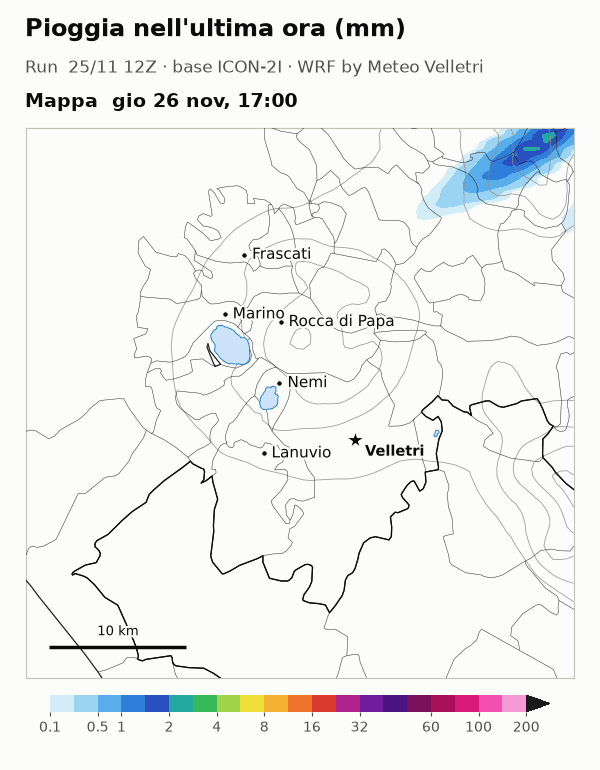 Pioggia nell'ultima ora (mm)
Run  25/11 12Z · base ICON-2I · WRF by Meteo Velletri
Mappa  gio 26 nov, 17:00
Frascati
Marino
Rocca di Papa
Nemi
Velletri
Lanuvio
10 km
0.1 0.5 1 2 4 8 16 32 60 100 200